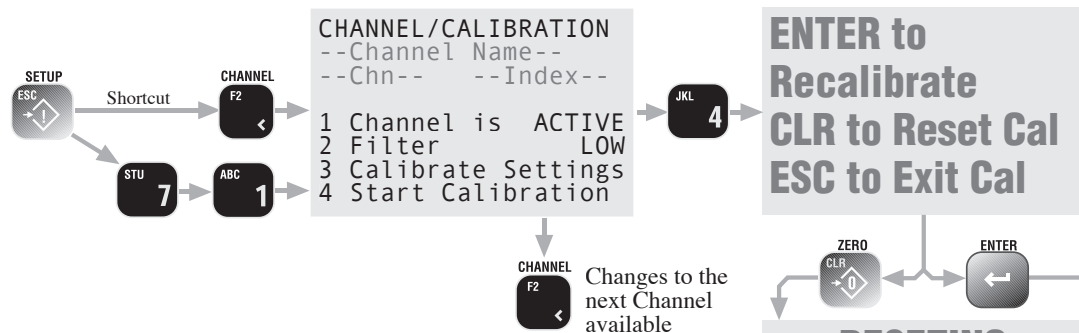 SETUP
ESC
Shortcut
CHANNEL
F2
<
STU
7
ABC
1
CHANNEL/CALIBRATION
--Channel Name--
--Chn-- --Index--
1 Channel is ACTIVE
2 Filter LOW
3 Calibrate Settings
4 Start Calibration
JKL
4
ENTER to
Recalibrate
CLR to Reset Cal
ESC to Exit Cal
CHANNEL
F2
<
Changes to the
next Channel
available
ZERO
CLR
0
ENTER
RESETTING